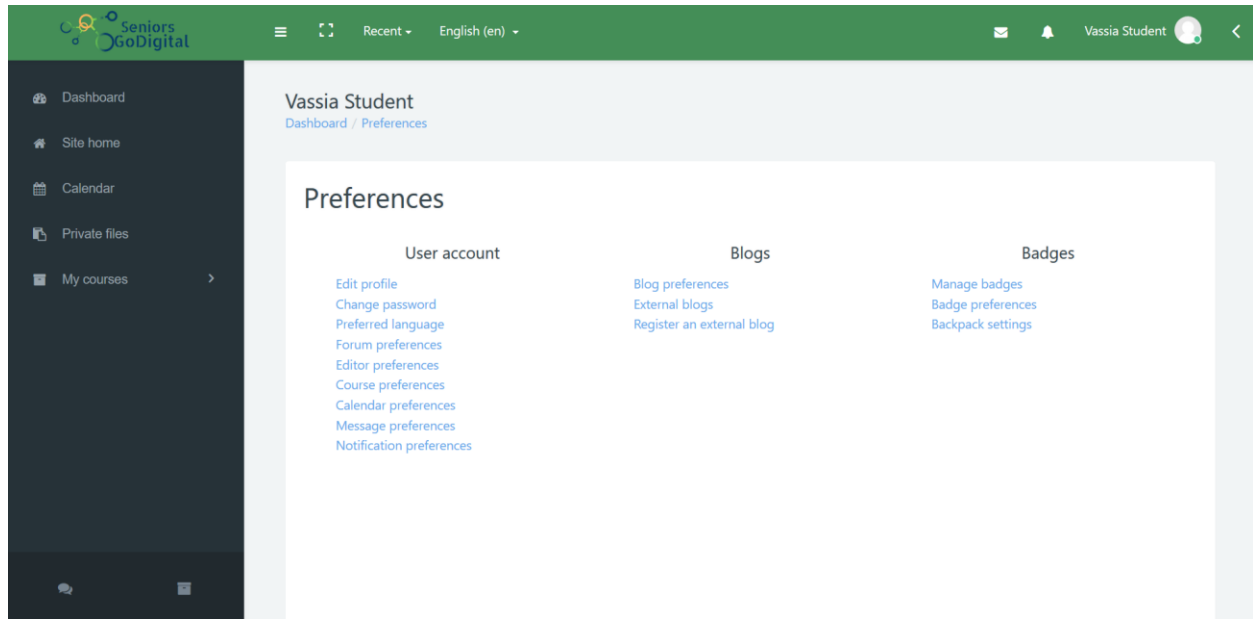 Seniors
GoDigital
Recent
English (en)
Vassia Student
Dashboard
Site home
Calendar
Private files
My courses
Vassia Student
Dashboard / Preferences
Preferences
User account
Edit profile
Change password
Preferred language
Forum preferences
Editor preferences
Course preferences
Calendar preferences
Message preferences
Notification preferences
Blogs
Blog preferences
External blogs
Register an external blog
Badges
Manage badges
Badge preferences
Backpack settings